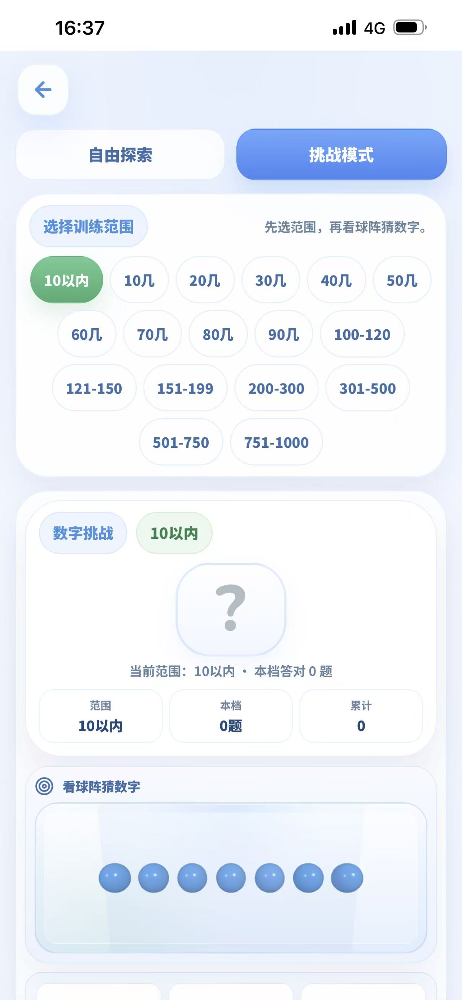 16:37 4G
自由探索 挑战模式
选择训练范围 先选范围，再看球阵猜数字。
10以内 10几 20几 30几 40几 50几
60几 70几 80几 90几 100-120
121-150 151-199 200-300 301-500
501-750 751-1000
数字挑战 10以内
?
当前范围：10以内 · 本档答对 0 题
范围 本档 累计
10以内 0题 0
看球阵猜数字